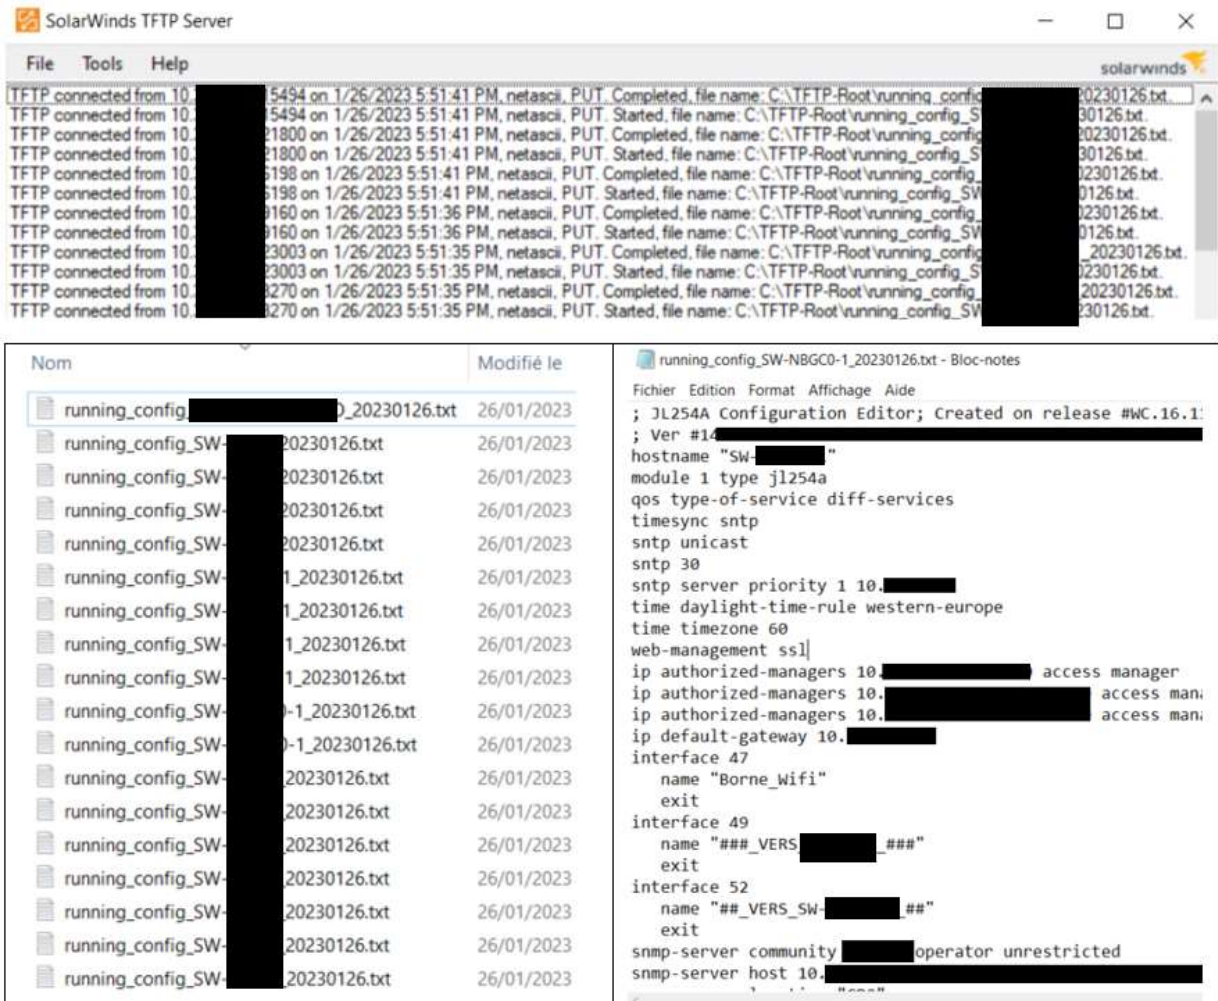 SolarWinds TFTP Server
File Tools Help
solarwinds
TFTP connected from 10. 15494 on 1/26/2023 5:51:41 PM, netascii, PUT. Completed, file name: C:\TFTP-Root\running_config 20230126.txt.
TFTP connected from 10. 15494 on 1/26/2023 5:51:41 PM, netascii, PUT. Started, file name: C:\TFTP-Root\running_config_S 30126.txt.
TFTP connected from 10. 21800 on 1/26/2023 5:51:41 PM, netascii, PUT. Completed, file name: C:\TFTP-Root\running_config 20230126.txt.
TFTP connected from 10. 21800 on 1/26/2023 5:51:41 PM, netascii, PUT. Started, file name: C:\TFTP-Root\running_config_S 30126.txt.
TFTP connected from 10. 6198 on 1/26/2023 5:51:41 PM, netascii, PUT. Completed, file name: C:\TFTP-Root\running_config_ 0230126.txt.
TFTP connected from 10. 6198 on 1/26/2023 5:51:41 PM, netascii, PUT. Started, file name: C:\TFTP-Root\running_config_SW 0126.txt.
TFTP connected from 10. 9160 on 1/26/2023 5:51:36 PM, netascii, PUT. Completed, file name: C:\TFTP-Root\running_config_ 0230126.txt.
TFTP connected from 10. 9160 on 1/26/2023 5:51:36 PM, netascii, PUT. Started, file name: C:\TFTP-Root\running_config_SW 0126.txt.
TFTP connected from 10. 23003 on 1/26/2023 5:51:35 PM, netascii, PUT. Completed, file name: C:\TFTP-Root\running_config _20230126.txt.
TFTP connected from 10. 23003 on 1/26/2023 5:51:35 PM, netascii, PUT. Started, file name: C:\TFTP-Root\running_config_S 0230126.txt.
TFTP connected from 10. 3270 on 1/26/2023 5:51:35 PM, netascii, PUT. Completed, file name: C:\TFTP-Root\running_config_ 20230126.txt.
TFTP connected from 10. 3270 on 1/26/2023 5:51:35 PM, netascii, PUT. Started, file name: C:\TFTP-Root\running_config_SW 230126.txt.
Nom Modifié le
running_config_ _20230126.txt 26/01/2023
running_config_SW- 20230126.txt 26/01/2023
running_config_SW- 20230126.txt 26/01/2023
running_config_SW- 20230126.txt 26/01/2023
running_config_SW- 20230126.txt 26/01/2023
running_config_SW- 1_20230126.txt 26/01/2023
running_config_SW- 1_20230126.txt 26/01/2023
running_config_SW- 1_20230126.txt 26/01/2023
running_config_SW- 1_20230126.txt 26/01/2023
running_config_SW- -1_20230126.txt 26/01/2023
running_config_SW- -1_20230126.txt 26/01/2023
running_config_SW- _20230126.txt 26/01/2023
running_config_SW- _20230126.txt 26/01/2023
running_config_SW- _20230126.txt 26/01/2023
running_config_SW- _20230126.txt 26/01/2023
running_config_SW- _20230126.txt 26/01/2023
running_config_SW- _20230126.txt 26/01/2023
running_config_SW- _20230126.txt 26/01/2023
running_config_SW-NBGC0-1_20230126.txt - Bloc-notes
Fichier Edition Format Affichage Aide
; JL254A Configuration Editor; Created on release #WC.16.1
; Ver #14
hostname "SW- "
module 1 type jl254a
qos type-of-service diff-services
timesync sntp
sntp unicast
sntp 30
sntp server priority 1 10.
time daylight-time-rule western-europe
time timezone 60
web-management ssl
ip authorized-managers 10. access manager
ip authorized-managers 10. access mana
ip authorized-managers 10. access mana
ip default-gateway 10.
interface 47
name "Borne_Wifi"
exit
interface 49
name "###_VERS _###"
exit
interface 52
name "##_VERS_SW- _##"
exit
snmp-server community operator unrestricted
snmp-server host 10.